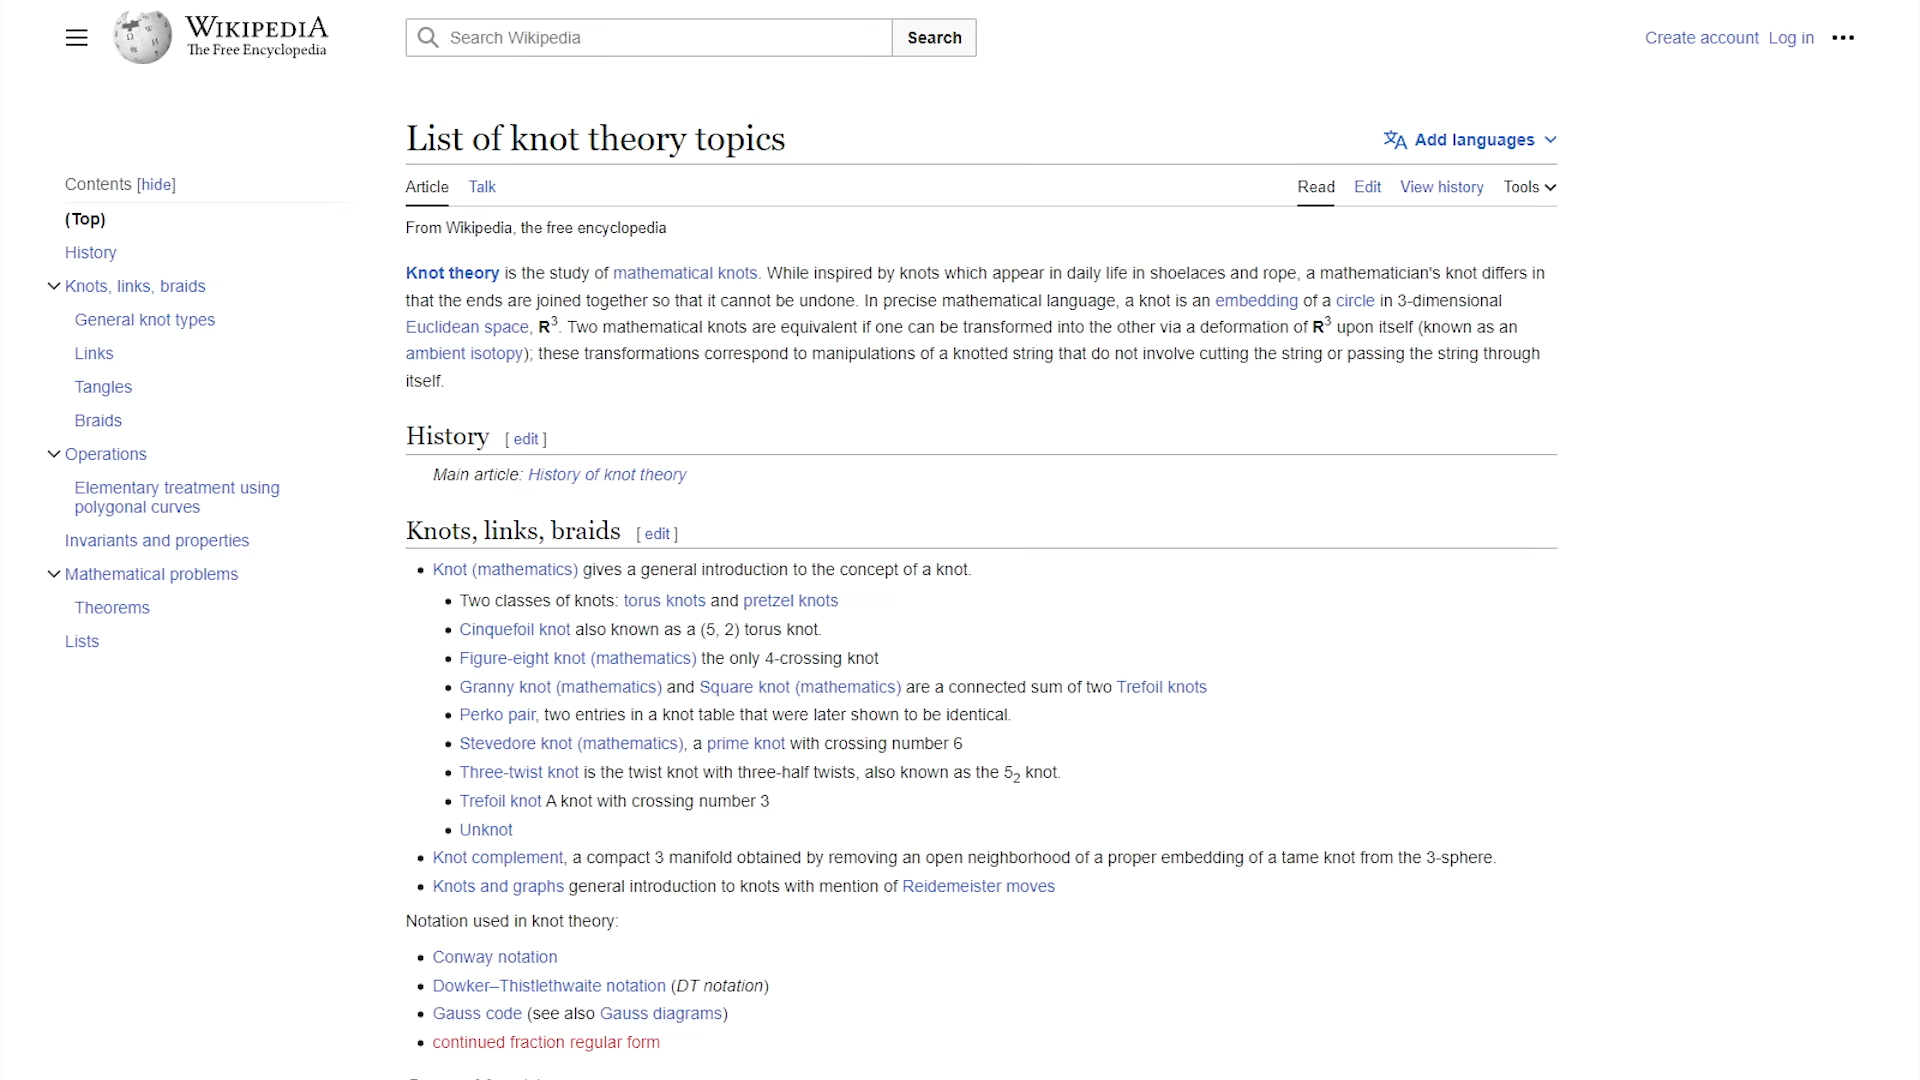 WIKIPEDIA
The Free Encyclopedia
Search Wikipedia
Search
Create account Log in
List of knot theory topics
Add languages
Article Talk
Read Edit View history Tools
From Wikipedia, the free encyclopedia
Contents [hide]
(Top)
History
Knots, links, braids
General knot types
Links
Tangles
Braids
Operations
Elementary treatment using
polygonal curves
Invariants and properties
Mathematical problems
Theorems
Lists
Knot theory is the study of mathematical knots. While inspired by knots which appear in daily life in shoelaces and rope, a mathematician's knot differs in
that the ends are joined together so that it cannot be undone. In precise mathematical language, a knot is an embedding of a circle in 3-dimensional
Euclidean space, R³. Two mathematical knots are equivalent if one can be transformed into the other via a deformation of R³ upon itself (known as an
ambient isotopy); these transformations correspond to manipulations of a knotted string that do not involve cutting the string or passing the string through
itself.
History [ edit ]
Main article: History of knot theory
Knots, links, braids [ edit ]
• Knot (mathematics) gives a general introduction to the concept of a knot.
• Two classes of knots: torus knots and pretzel knots
• Cinquefoil knot also known as a (5, 2) torus knot.
• Figure-eight knot (mathematics) the only 4-crossing knot
• Granny knot (mathematics) and Square knot (mathematics) are a connected sum of two Trefoil knots
• Perko pair, two entries in a knot table that were later shown to be identical.
• Stevedore knot (mathematics), a prime knot with crossing number 6
• Three-twist knot is the twist knot with three-half twists, also known as the 5₂ knot.
• Trefoil knot A knot with crossing number 3
• Unknot
• Knot complement, a compact 3 manifold obtained by removing an open neighborhood of a proper embedding of a tame knot from the 3-sphere.
• Knots and graphs general introduction to knots with mention of Reidemeister moves
Notation used in knot theory:
• Conway notation
• Dowker–Thistlethwaite notation (DT notation)
• Gauss code (see also Gauss diagrams)
• continued fraction regular form